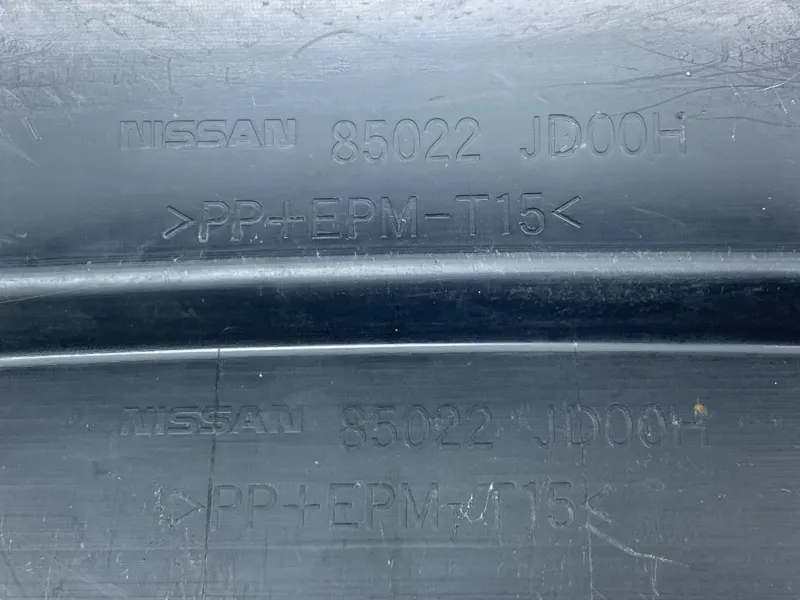 NISSAN 85022 JD00H
>PP+EPM-T15<
NISSAN 85022 JD00H
>PP+EPM-T15<